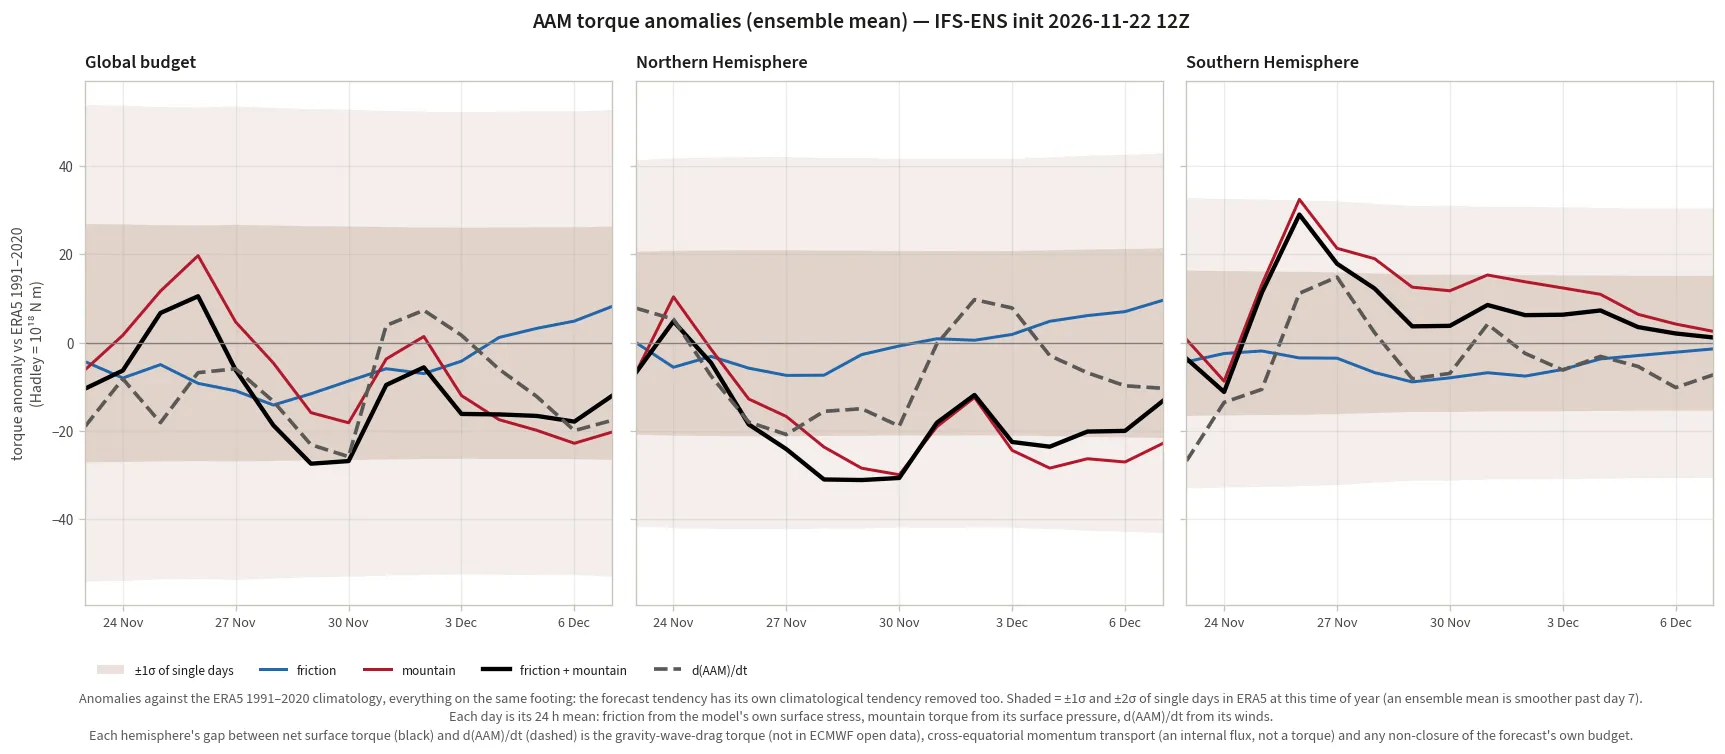 AAM torque anomalies (ensemble mean) — IFS-ENS init 2026-11-22 12Z
Global budget
Northern Hemisphere
Southern Hemisphere
torque anomaly vs ERA5 1991–2020
(Hadley = 10¹⁸ N m)
40
20
0
−20
−40
24 Nov 27 Nov 30 Nov 3 Dec 6 Dec
24 Nov 27 Nov 30 Nov 3 Dec 6 Dec
24 Nov 27 Nov 30 Nov 3 Dec 6 Dec
±1σ of single days friction mountain friction + mountain d(AAM)/dt
Anomalies against the ERA5 1991–2020 climatology, everything on the same footing: the forecast tendency has its own climatological tendency removed too. Shaded = ±1σ and ±2σ of single days in ERA5 at this time of year (an ensemble mean is smoother past day 7).
Each day is its 24 h mean: friction from the model's own surface stress, mountain torque from its surface pressure, d(AAM)/dt from its winds.
Each hemisphere's gap between net surface torque (black) and d(AAM)/dt (dashed) is the gravity-wave-drag torque (not in ECMWF open data), cross-equatorial momentum transport (an internal flux, not a torque) and any non-closure of the forecast's own budget.